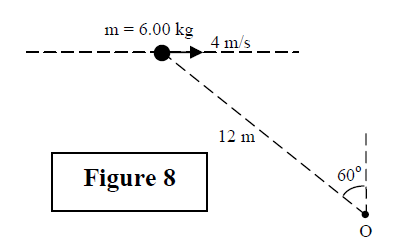 m = 6.00 kg
4 m/s
12 m
60°
Figure 8
O